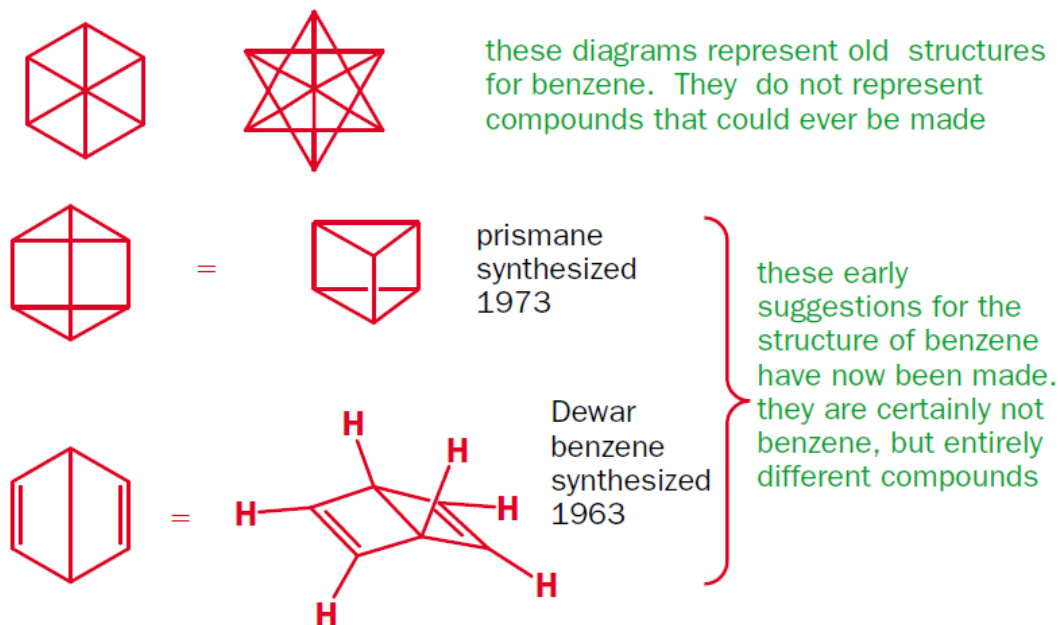 these diagrams represent old structures
for benzene. They do not represent
compounds that could ever be made
=
prismane
synthesized
1973
these early
suggestions for the
structure of benzene
have now been made.
they are certainly not
benzene, but entirely
different compounds
=
H
H
H
H
H
H
Dewar
benzene
synthesized
1963